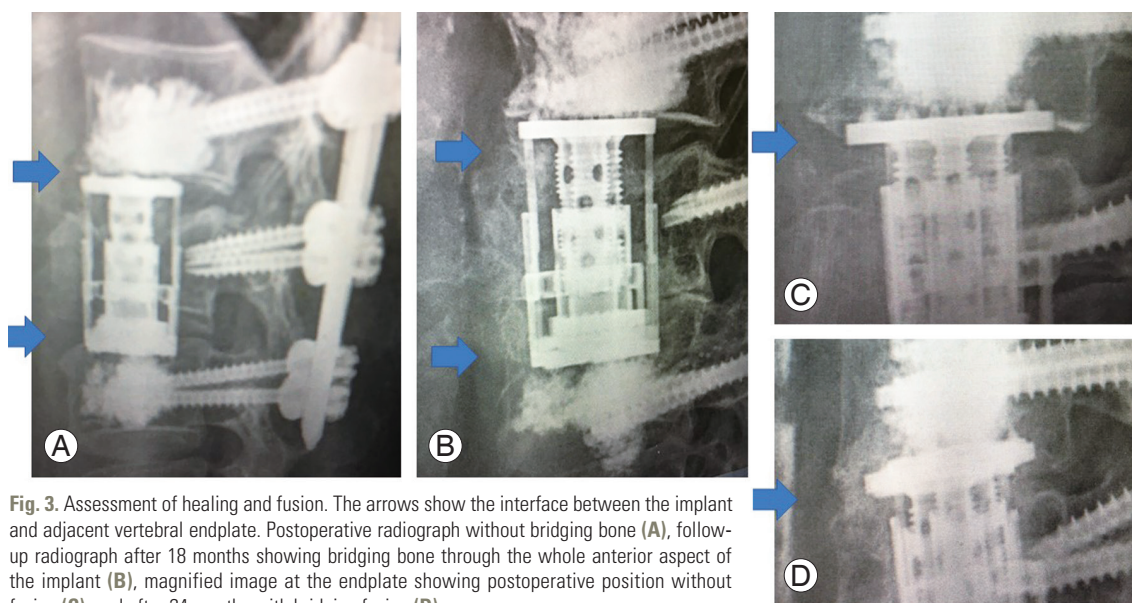 A
B
C
D
Fig. 3. Assessment of healing and fusion. The arrows show the interface between the implant
and adjacent vertebral endplate. Postoperative radiograph without bridging bone (A), follow-
up radiograph after 18 months showing bridging bone through the whole anterior aspect of
the implant (B), magnified image at the endplate showing postoperative position without